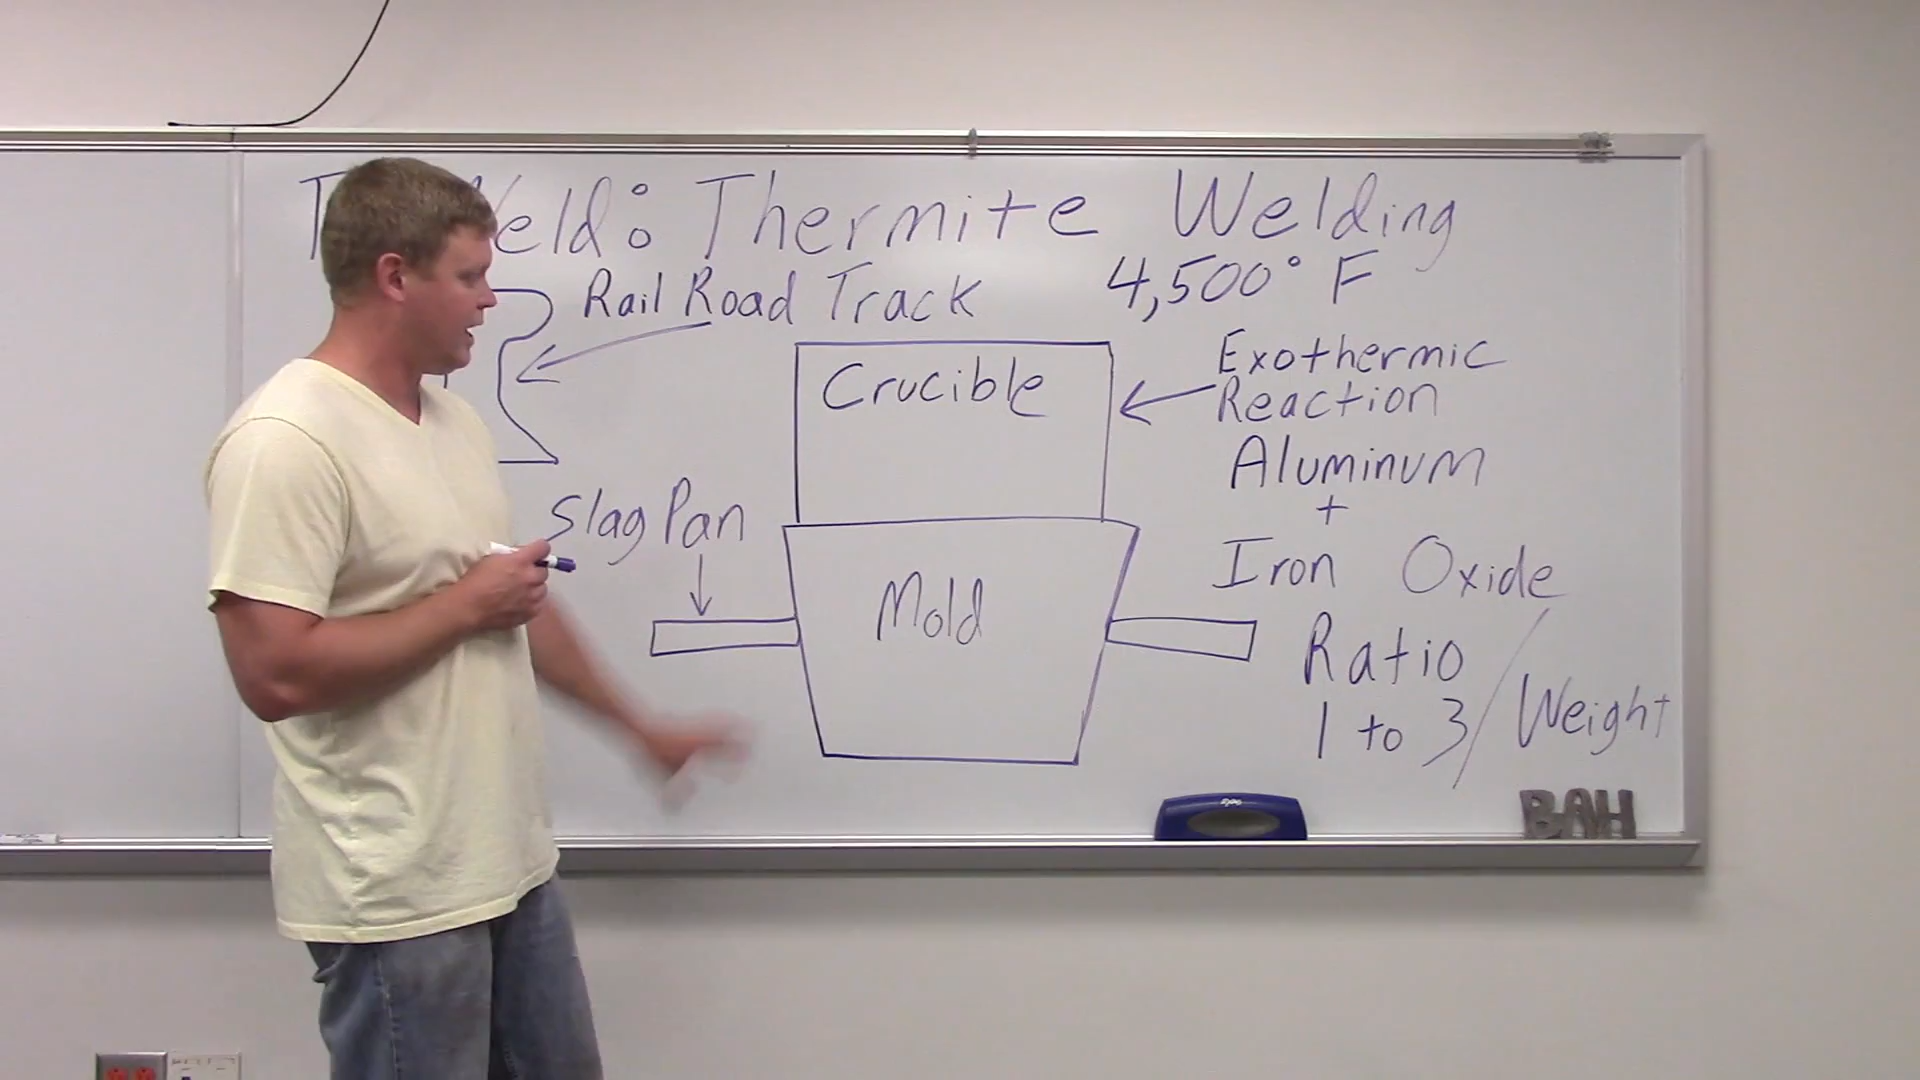 Thermite Welding
4,500° F
Rail Road Track
Exothermic
Reaction
Crucible
Aluminum
+
Slag Pan
Iron Oxide
Mold
Ratio
1 to 3 / Weight
EXPO
BAH